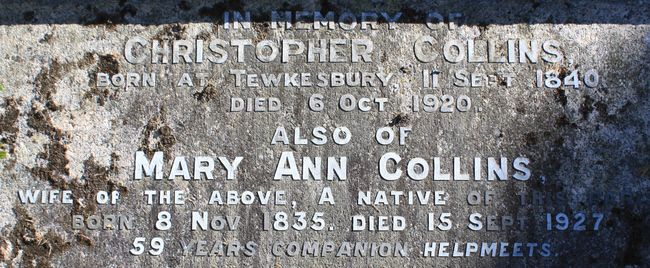 IN MEMORY OF
CHRISTOPHER COLLINS.
BORN AT TEWKESBURY, 11 SEPT 1840
DIED 6 OCT 1920.
ALSO OF
MARY ANN COLLINS,
WIFE OF THE ABOVE, A NATIVE OF
BORN 8 NOV 1835. DIED 15 SEPT 1927
59 YEARS COMPANION HELPMEETS.